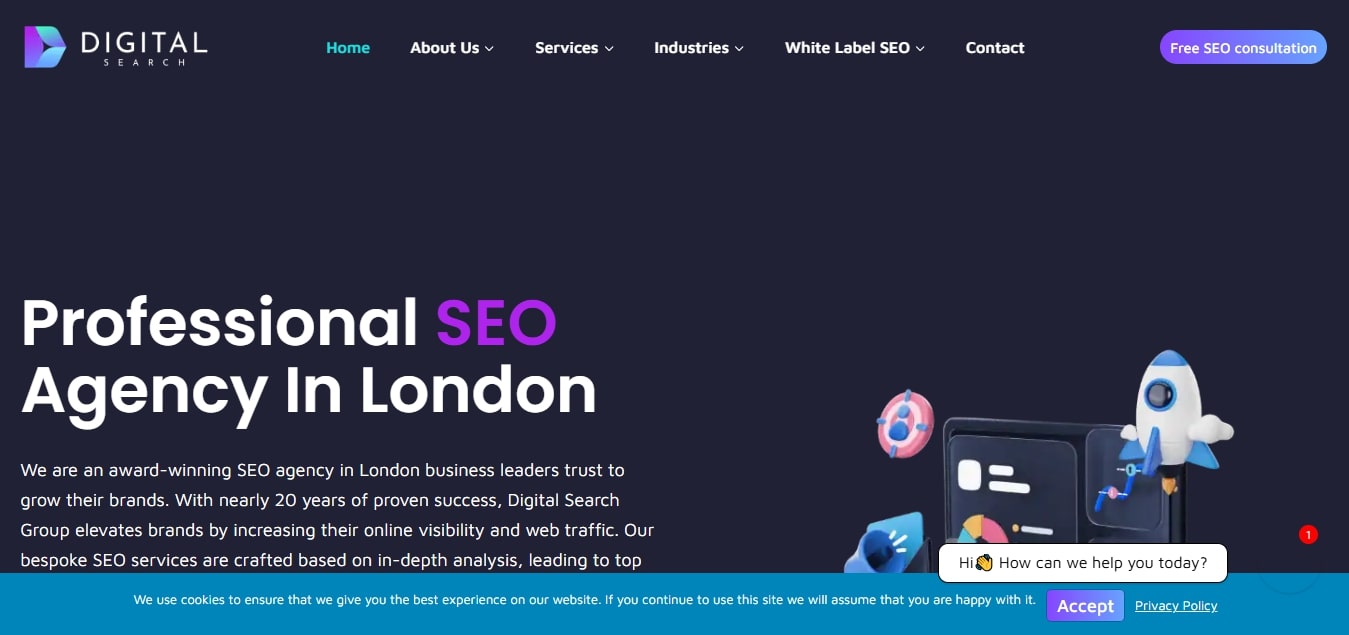 DIGITAL
SEARCH
Home About Us Services Industries White Label SEO Contact
Free SEO consultation
Professional SEO
Agency In London
We are an award-winning SEO agency in London business leaders trust to
grow their brands. With nearly 20 years of proven success, Digital Search
Group elevates brands by increasing their online visibility and web traffic. Our
bespoke SEO services are crafted based on in-depth analysis, leading to top
1
Hi👋 How can we help you today?
We use cookies to ensure that we give you the best experience on our website. If you continue to use this site we will assume that you are happy with it.
Accept
Privacy Policy